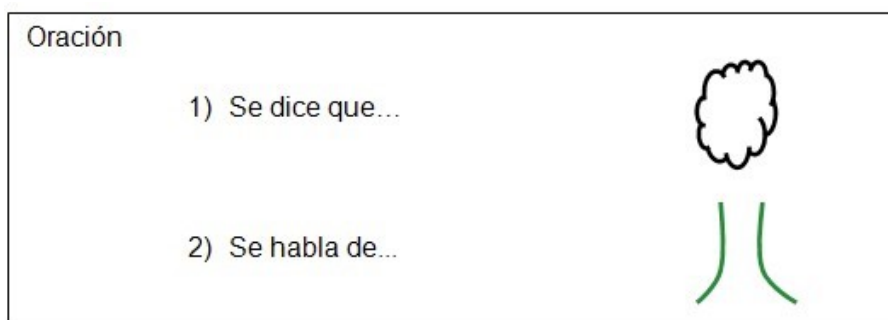 Oración
1) Se dice que...
2) Se habla de...